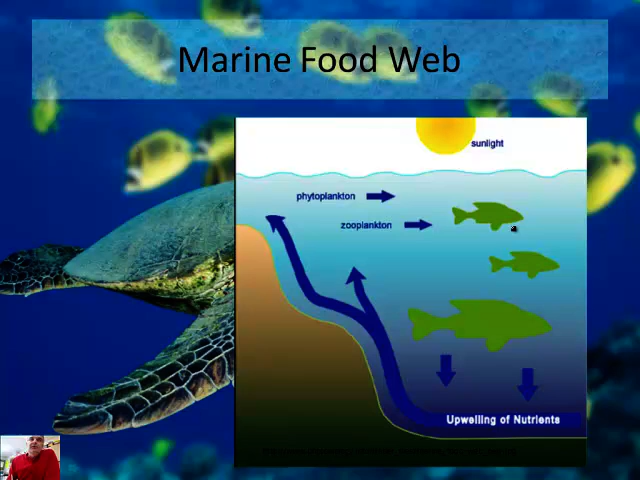 Marine Food Web
sunlight
phytoplankton
zooplankton
Upwelling of Nutrients